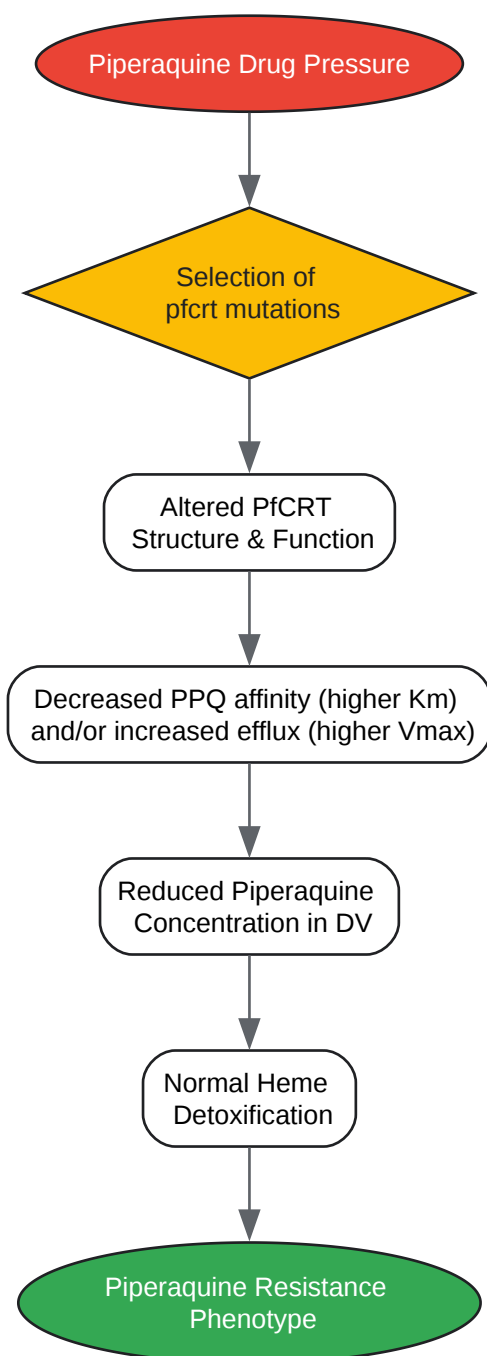 Piperaquine Drug Pressure
Selection of
pfcrt mutations
Altered PfCRT
Structure & Function
Decreased PPQ affinity (higher Km)
and/or increased efflux (higher Vmax)
Reduced Piperaquine
Concentration in DV
Normal Heme
Detoxification
Piperaquine Resistance
Phenotype